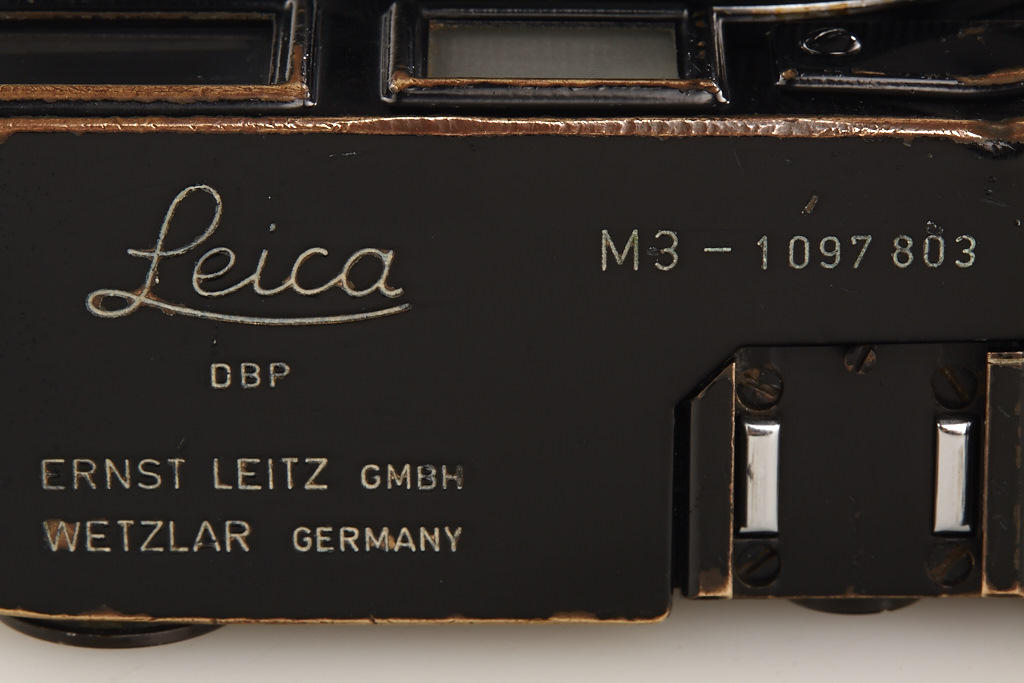 Leica
M3-1097803
DBP
ERNST LEITZ GMBH
WETZLAR GERMANY